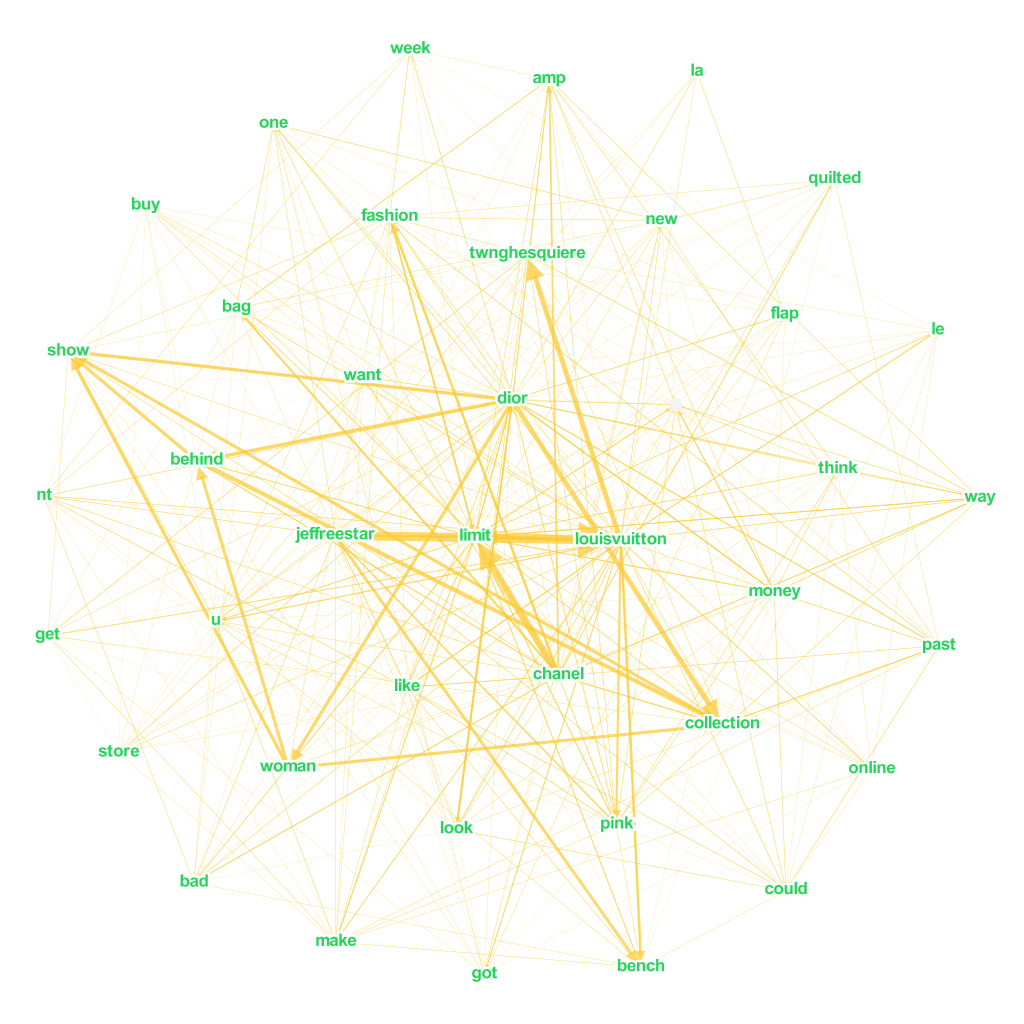 week
la
amp
one
quilted
buy
fashion
new
twnghesquiere
bag
flap
le
show
want
dior
behind
think
nt
way
jeffreestar
limit
louisvuitton
money
u
get
past
chanel
like
collection
store
woman
online
pink
look
bad
could
make
bench
got